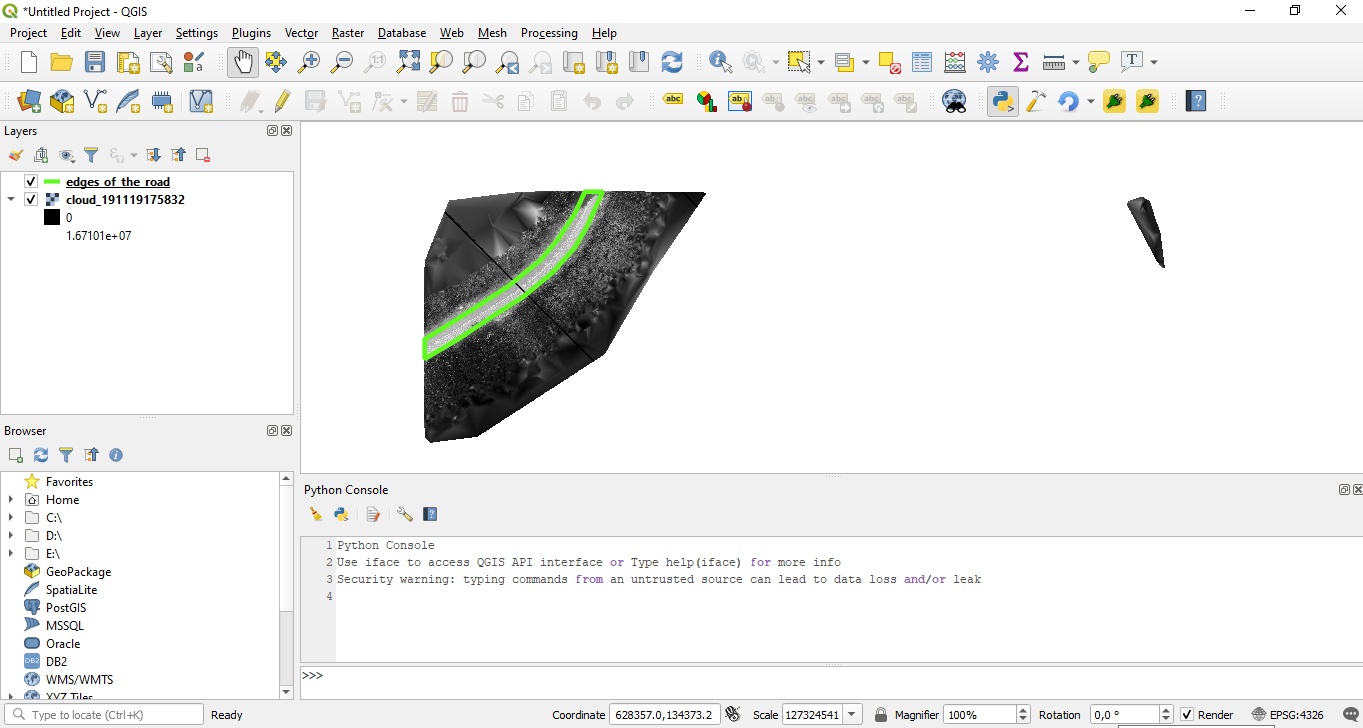 *Untitled Project - QGIS
Project Edit View Layer Settings Plugins Vector Raster Database Web Mesh Processing Help
abc
Layers
edges of the road
cloud_191119175832
0
1.67101e+07
Browser
Favorites
Home
C:\
D:\
E:\
GeoPackage
SpatiaLite
PostGIS
MSSQL
Oracle
DB2 DB2
WMS/WMTS
XYZ Tiles
Python Console
1 Python Console
2 Use iface to access QGIS API interface or Type help(iface) for more info
3 Security warning: typing commands from an untrusted source can lead to data loss and/or leak
4
>>>
Type to locate (Ctrl+K) Ready Coordinate 628357.0,134373.2 Scale 127324541 Magnifier 100% Rotation 0,0 ° Render EPSG:4326